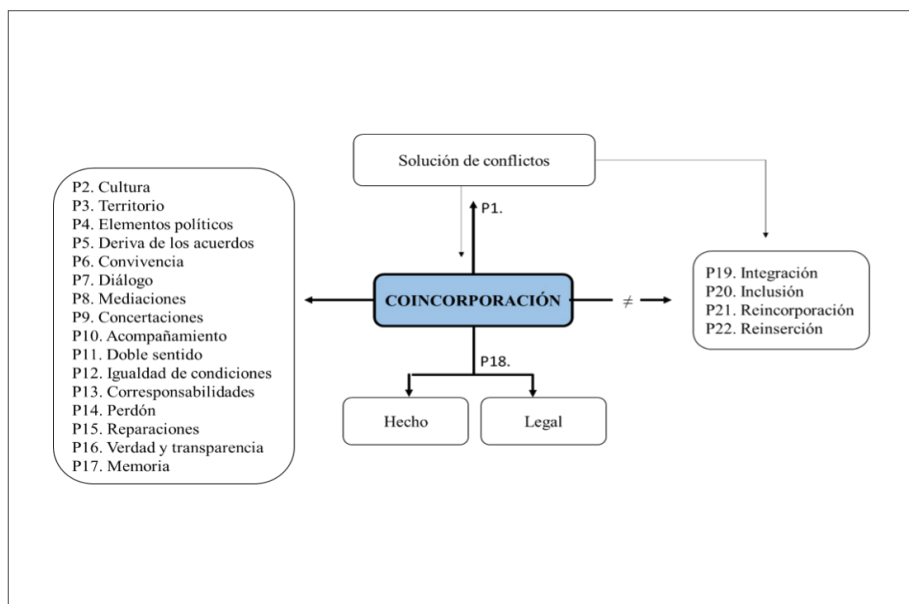 Solución de conflictos
P1.
P2. Cultura
P3. Territorio
P4. Elementos políticos
P5. Deriva de los acuerdos
P6. Convivencia
P7. Diálogo
P8. Mediaciones
P9. Concertaciones
P10. Acompañamiento
P11. Doble sentido
P12. Igualdad de condiciones
P13. Corresponsabilidades
P14. Perdón
P15. Reparaciones
P16. Verdad y transparencia
P17. Memoria
COINCORPORACIÓN
≠
P19. Integración
P20. Inclusión
P21. Reincorporación
P22. Reinserción
P18.
Hecho
Legal